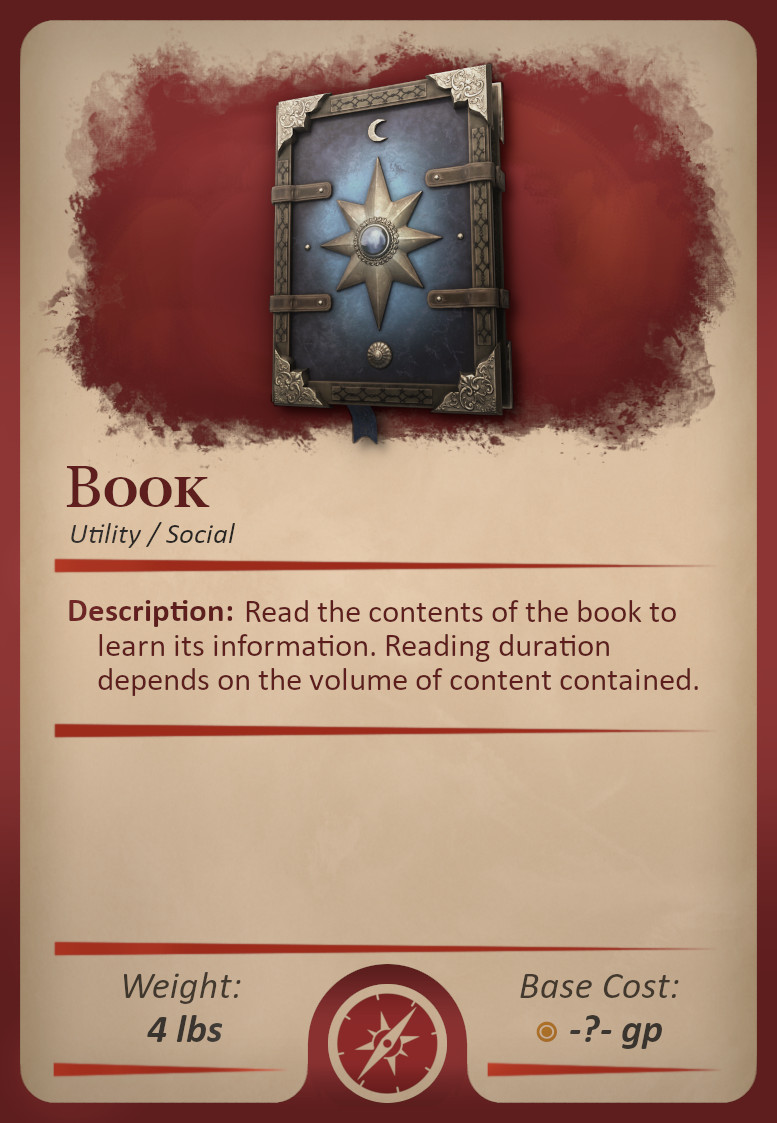 Book
Utility / Social
Description: Read the contents of the book to
learn its information. Reading duration
depends on the volume of content contained.
Weight:
4 lbs
Base Cost:
-?- gp